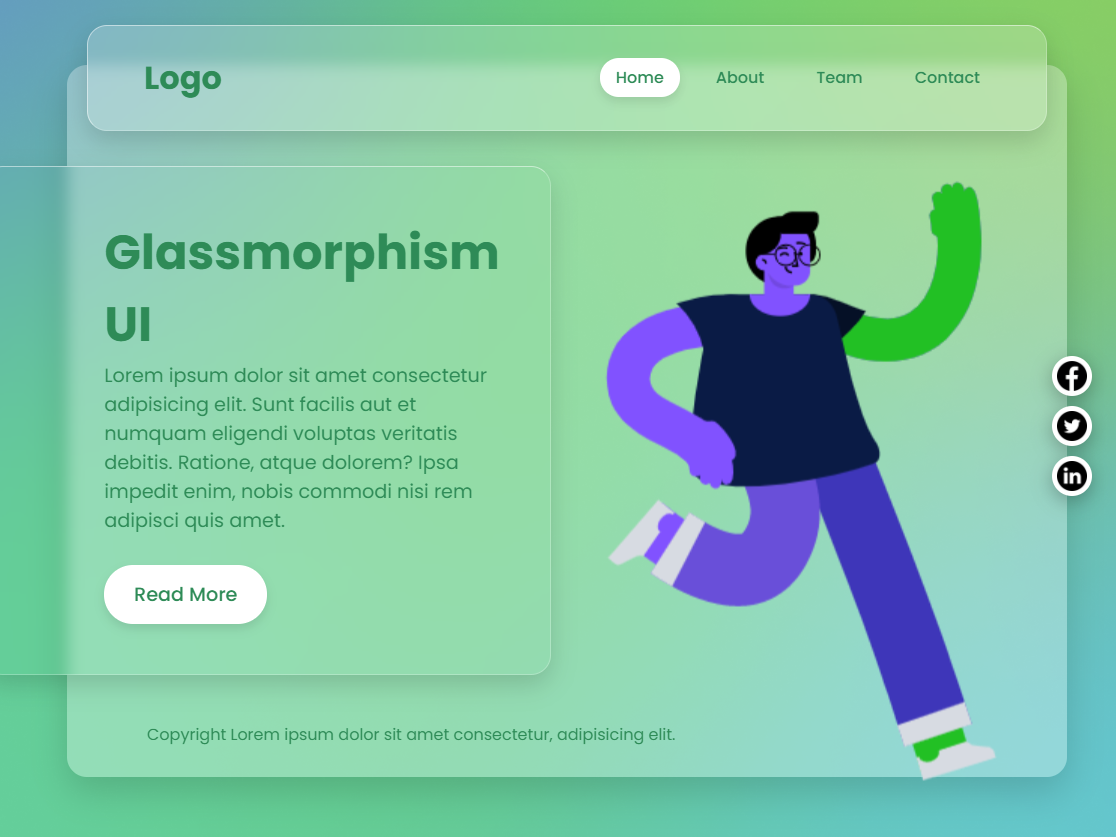 Logo
Home
About
Team
Contact
Glassmorphism
UI
Lorem ipsum dolor sit amet consectetur
adipisicing elit. Sunt facilis aut et
numquam eligendi voluptas veritatis
debitis. Ratione, atque dolorem? Ipsa
impedit enim, nobis commodi nisi rem
adipisci quis amet.
Read More
Copyright Lorem ipsum dolor sit amet consectetur, adipisicing elit.